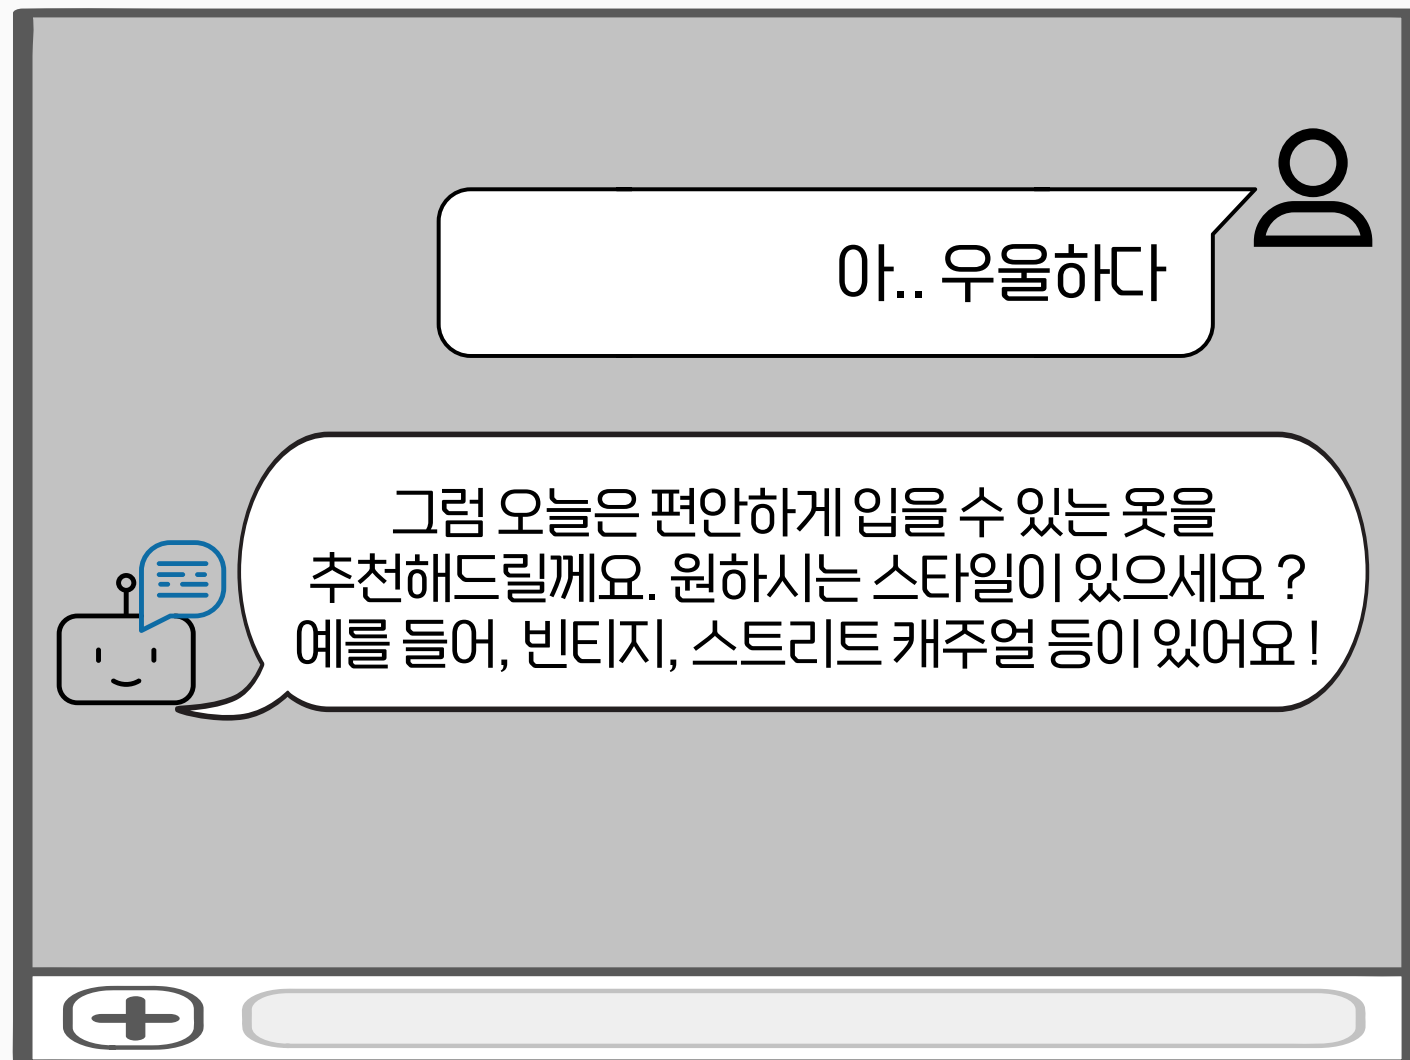 아.. 우울하다
그럼 오늘은 편안하게 입을 수 있는 옷을
추천해드릴께요. 원하시는 스타일이 있으세요 ?
예를 들어, 빈티지, 스트리트 캐주얼 등이 있어요 !